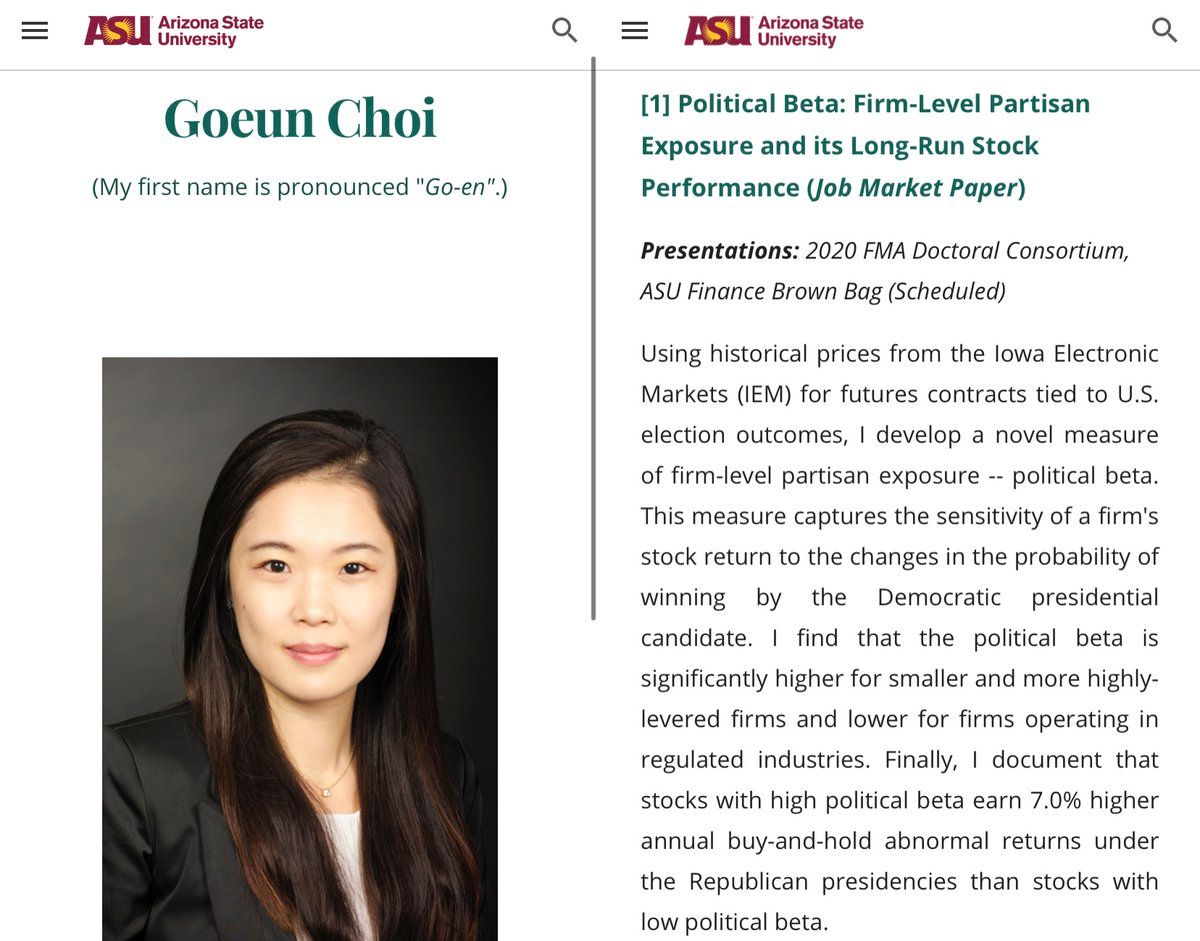 ASU Arizona State
University
Goeun Choi
(My first name is pronounced "Go-en".)
ASU Arizona State
University
[1] Political Beta: Firm-Level Partisan
Exposure and its Long-Run Stock
Performance (Job Market Paper)
Presentations: 2020 FMA Doctoral Consortium,
ASU Finance Brown Bag (Scheduled)
Using historical prices from the Iowa Electronic
Markets (IEM) for futures contracts tied to U.S.
election outcomes, I develop a novel measure
of firm-level partisan exposure -- political beta.
This measure captures the sensitivity of a firm's
stock return to the changes in the probability of
winning by the Democratic presidential
candidate. I find that the political beta is
significantly higher for smaller and more highly-
levered firms and lower for firms operating in
regulated industries. Finally, I document that
stocks with high political beta earn 7.0% higher
annual buy-and-hold abnormal returns under
the Republican presidencies than stocks with
low political beta.